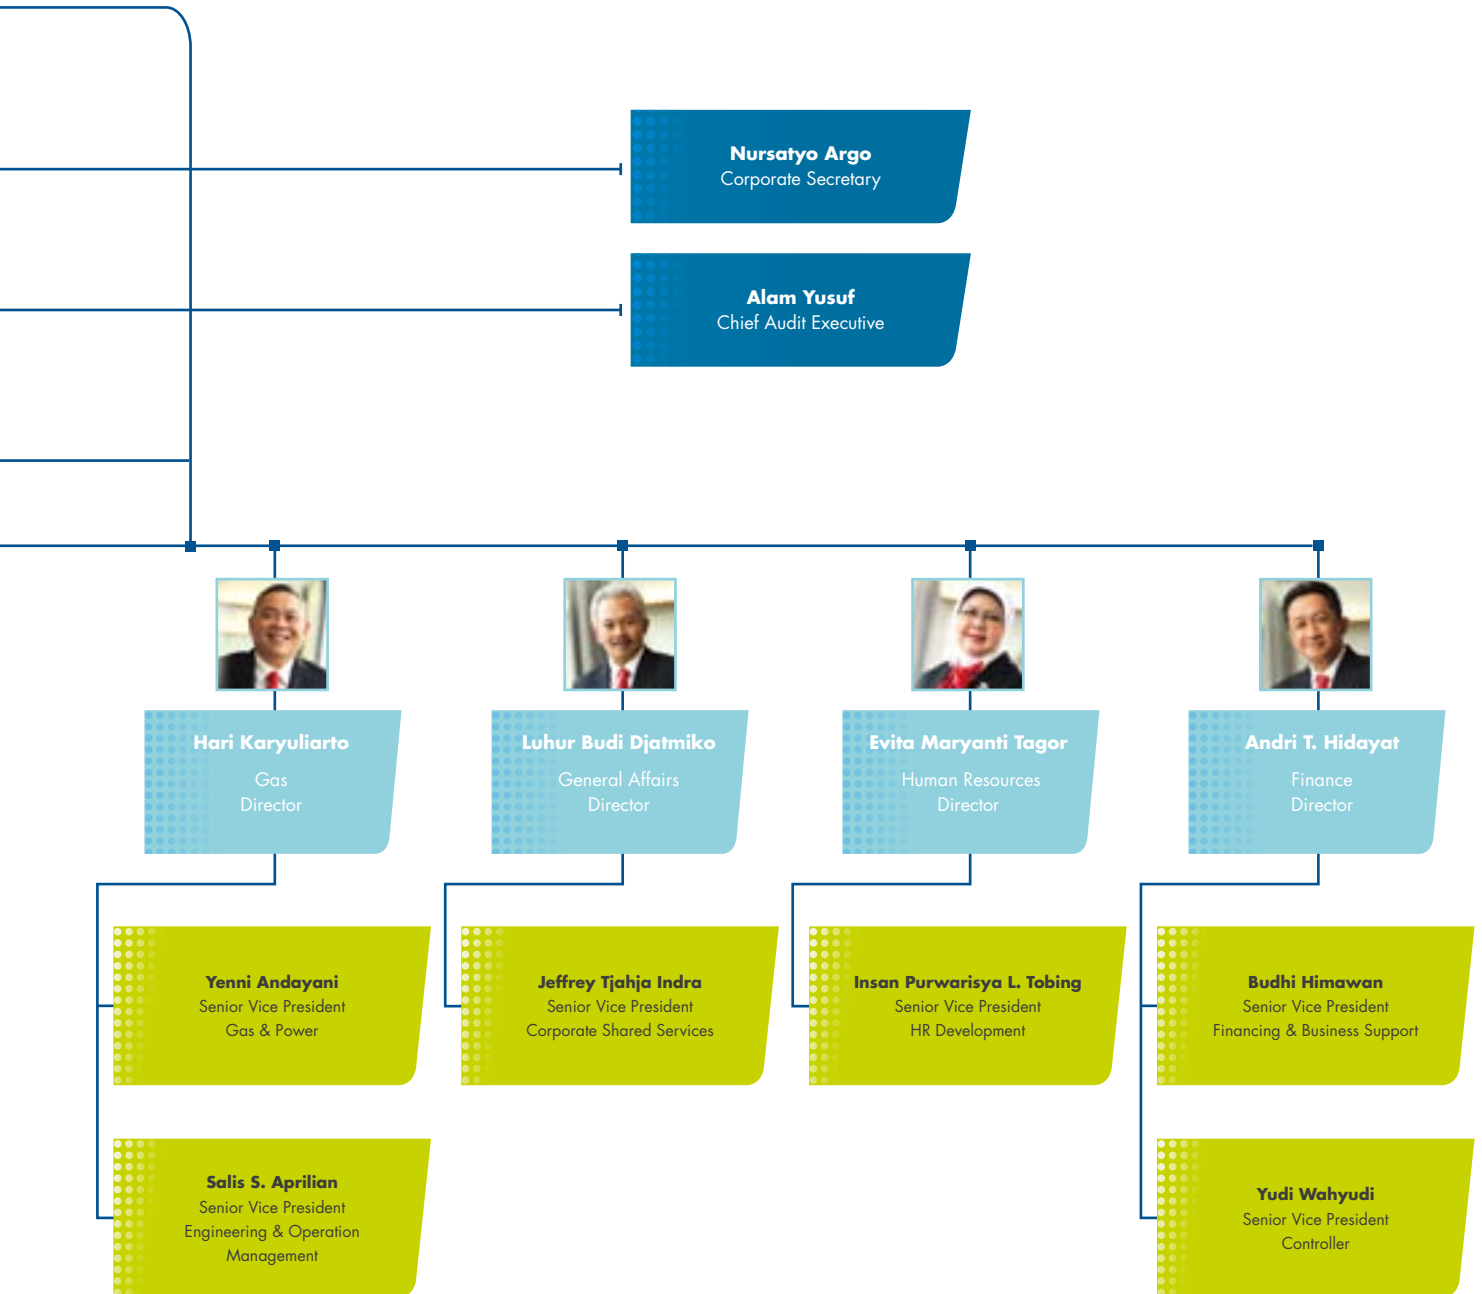 Nursatyo Argo
Corporate Secretary
Alam Yusuf
Chief Audit Executive
Hari Karyuliarto
Gas
Director
Luhur Budi Djatmiko
General Affairs
Director
Evita Maryanti Tagor
Human Resources
Director
Andri T. Hidayat
Finance
Director
Yenni Andayani
Senior Vice President
Gas & Power
Jeffrey Tjahja Indra
Senior Vice President
Corporate Shared Services
Insan Purwarisya L. Tobing
Senior Vice President
HR Development
Budhi Himawan
Senior Vice President
Financing & Business Support
Salis S. Aprilian
Senior Vice President
Engineering & Operation
Management
Yudi Wahyudi
Senior Vice President
Controller